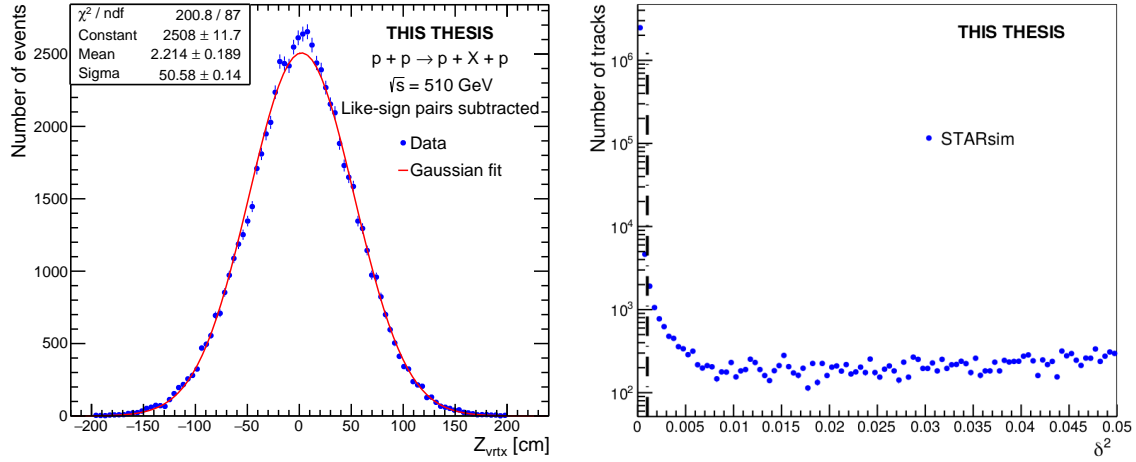 χ² / ndf 200.8 / 87
Constant 2508 ± 11.7
Mean 2.214 ± 0.189
Sigma 50.58 ± 0.14
THIS THESIS
p + p → p + X + p
√s = 510 GeV
Like-sign pairs subtracted
Data
Gaussian fit
Number of events
2500
2000
1500
1000
500
0
−200 −150 −100 −50 0 50 100 150 200
Z_vrtx [cm]
THIS THESIS
STARsim
Number of tracks
10⁶
10⁵
10⁴
10³
10²
0 0.005 0.01 0.015 0.02 0.025 0.03 0.035 0.04 0.045 0.05
δ²